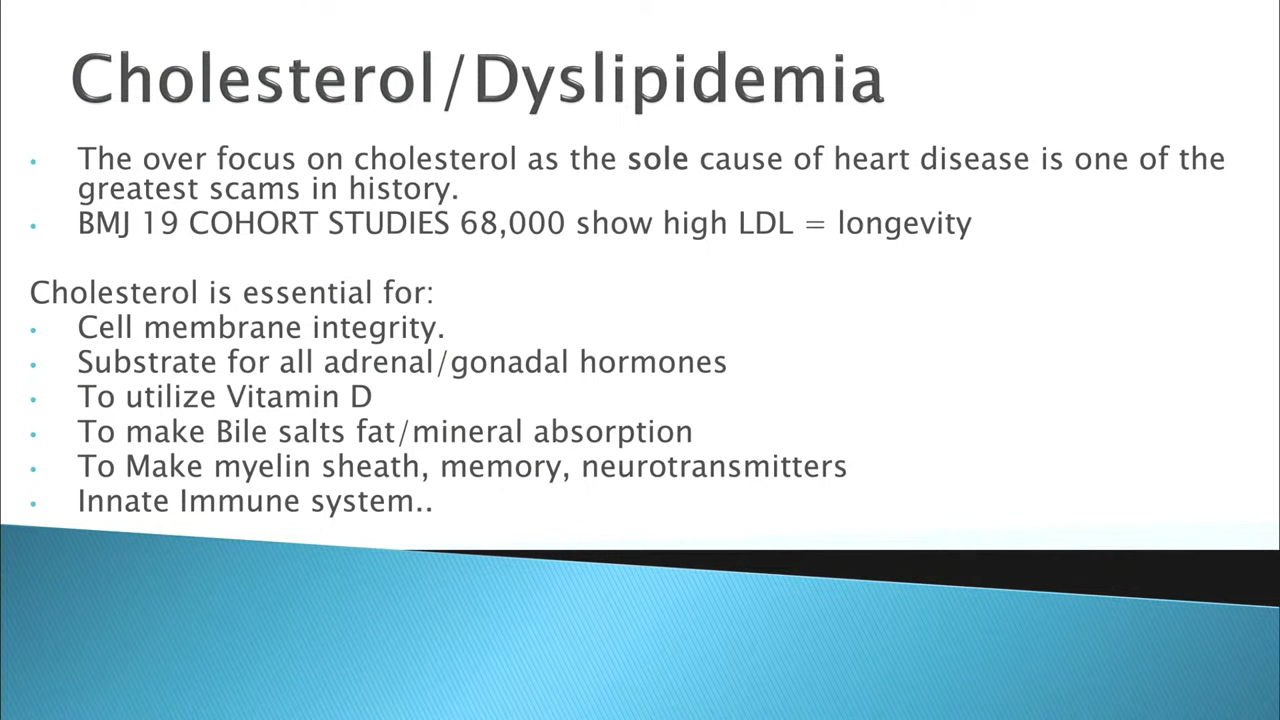 Cholesterol/Dyslipidemia
• The over focus on cholesterol as the sole cause of heart disease is one of the
greatest scams in history.
• BMJ 19 COHORT STUDIES 68,000 show high LDL = longevity
Cholesterol is essential for:
• Cell membrane integrity.
• Substrate for all adrenal/gonadal hormones
• To utilize Vitamin D
• To make Bile salts fat/mineral absorption
• To Make myelin sheath, memory, neurotransmitters
• Innate Immune system..